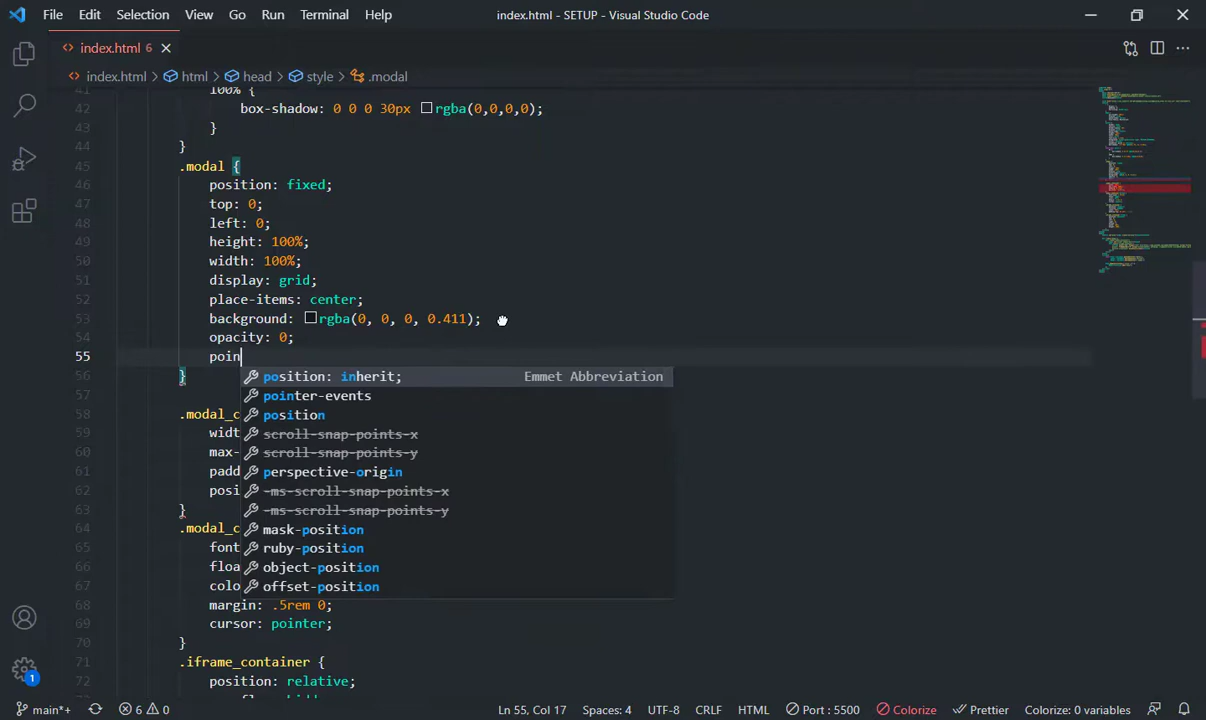 File Edit Selection View Go Run Terminal Help index.html - SETUP - Visual Studio Code
index.html 6
index.html > html > head > style > .modal
41 100% {
42 box-shadow: 0 0 0 30px rgba(0,0,0,0);
43 }
44 }
45 .modal {
46 position: fixed;
47 top: 0;
48 left: 0;
49 height: 100%;
50 width: 100%;
51 display: grid;
52 place-items: center;
53 background: rgba(0, 0, 0, 0.411);
54 opacity: 0;
55 poin
56 } position: inherit; Emmet Abbreviation
57 pointer-events
58 .modal_c position
59 widt scroll-snap-points-x
60 max- scroll-snap-points-y
61 padd perspective-origin
62 posi -ms-scroll-snap-points-x
63 } -ms-scroll-snap-points-y
64 .modal_c mask-position
65 font ruby-position
66 floa object-position
67 colo offset-position
68 margin: .5rem 0;
69 cursor: pointer;
70 }
71 .iframe_container {
72 position: relative;
1 main*+ 6 0 Ln 55, Col 17 Spaces: 4 UTF-8 CRLF HTML Port : 5500 Colorize Prettier Colorize: 0 variables